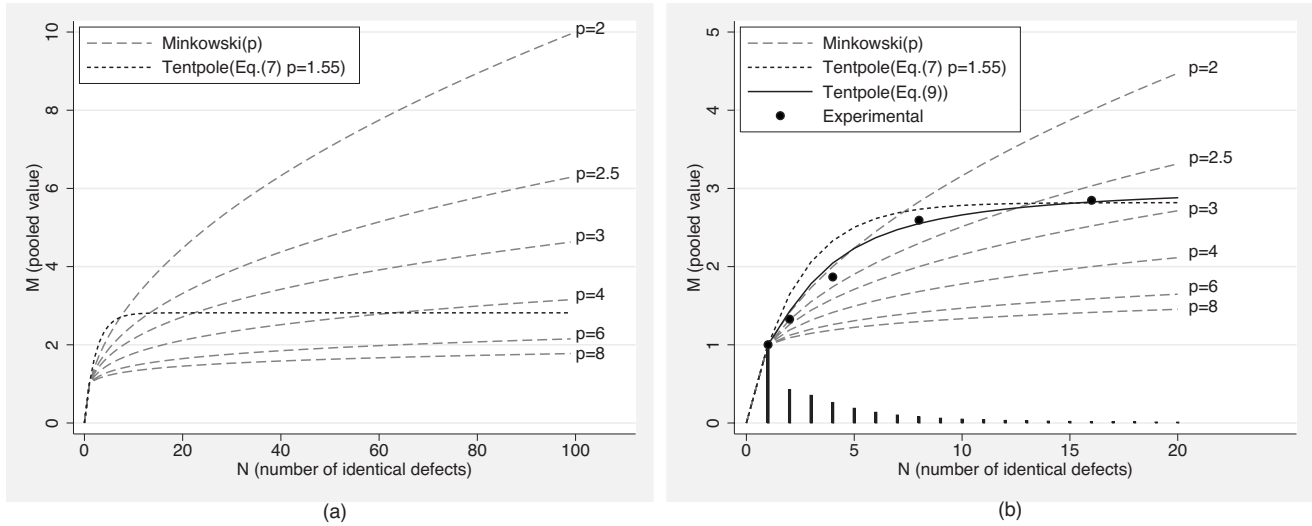 Minkowski(p)
Tentpole(Eq.(7) p=1.55)
10
8
6
4
2
0
M (pooled value)
p=2
p=2.5
p=3
p=4
p=6
p=8
0 20 40 60 80 100
N (number of identical defects)
(a)
Minkowski(p)
Tentpole(Eq.(7) p=1.55)
Tentpole(Eq.(9))
Experimental
5
4
3
2
1
0
M (pooled value)
p=2
p=2.5
p=3
p=4
p=6
p=8
0 5 10 15 20
N (number of identical defects)
(b)